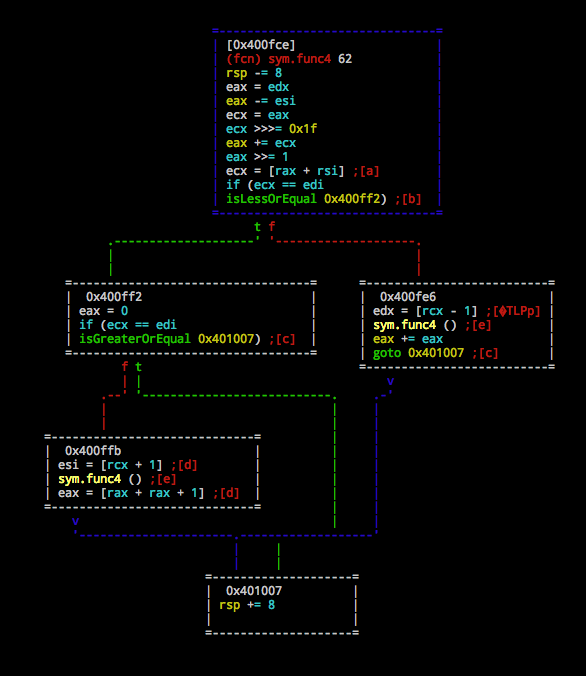 [0x400fce]
(fcn) sym.func4 62
rsp -= 8
eax = edx
eax -= esi
ecx = eax
ecx >>>= 0x1f
eax += ecx
eax >>= 1
ecx = [rax + rsi] ;[a]
if (ecx == edi
isLessOrEqual 0x400ff2) ;[b]
t f
0x400ff2
eax = 0
if (ecx == edi
isGreaterOrEqual 0x401007) ;[c]
0x400fe6
edx = [rcx - 1] ;[�TLPp]
sym.func4 () ;[e]
eax += eax
goto 0x401007 ;[c]
f t
v
0x400ffb
esi = [rcx + 1] ;[d]
sym.func4 () ;[e]
eax = [rax + rax + 1] ;[d]
v
0x401007
rsp += 8